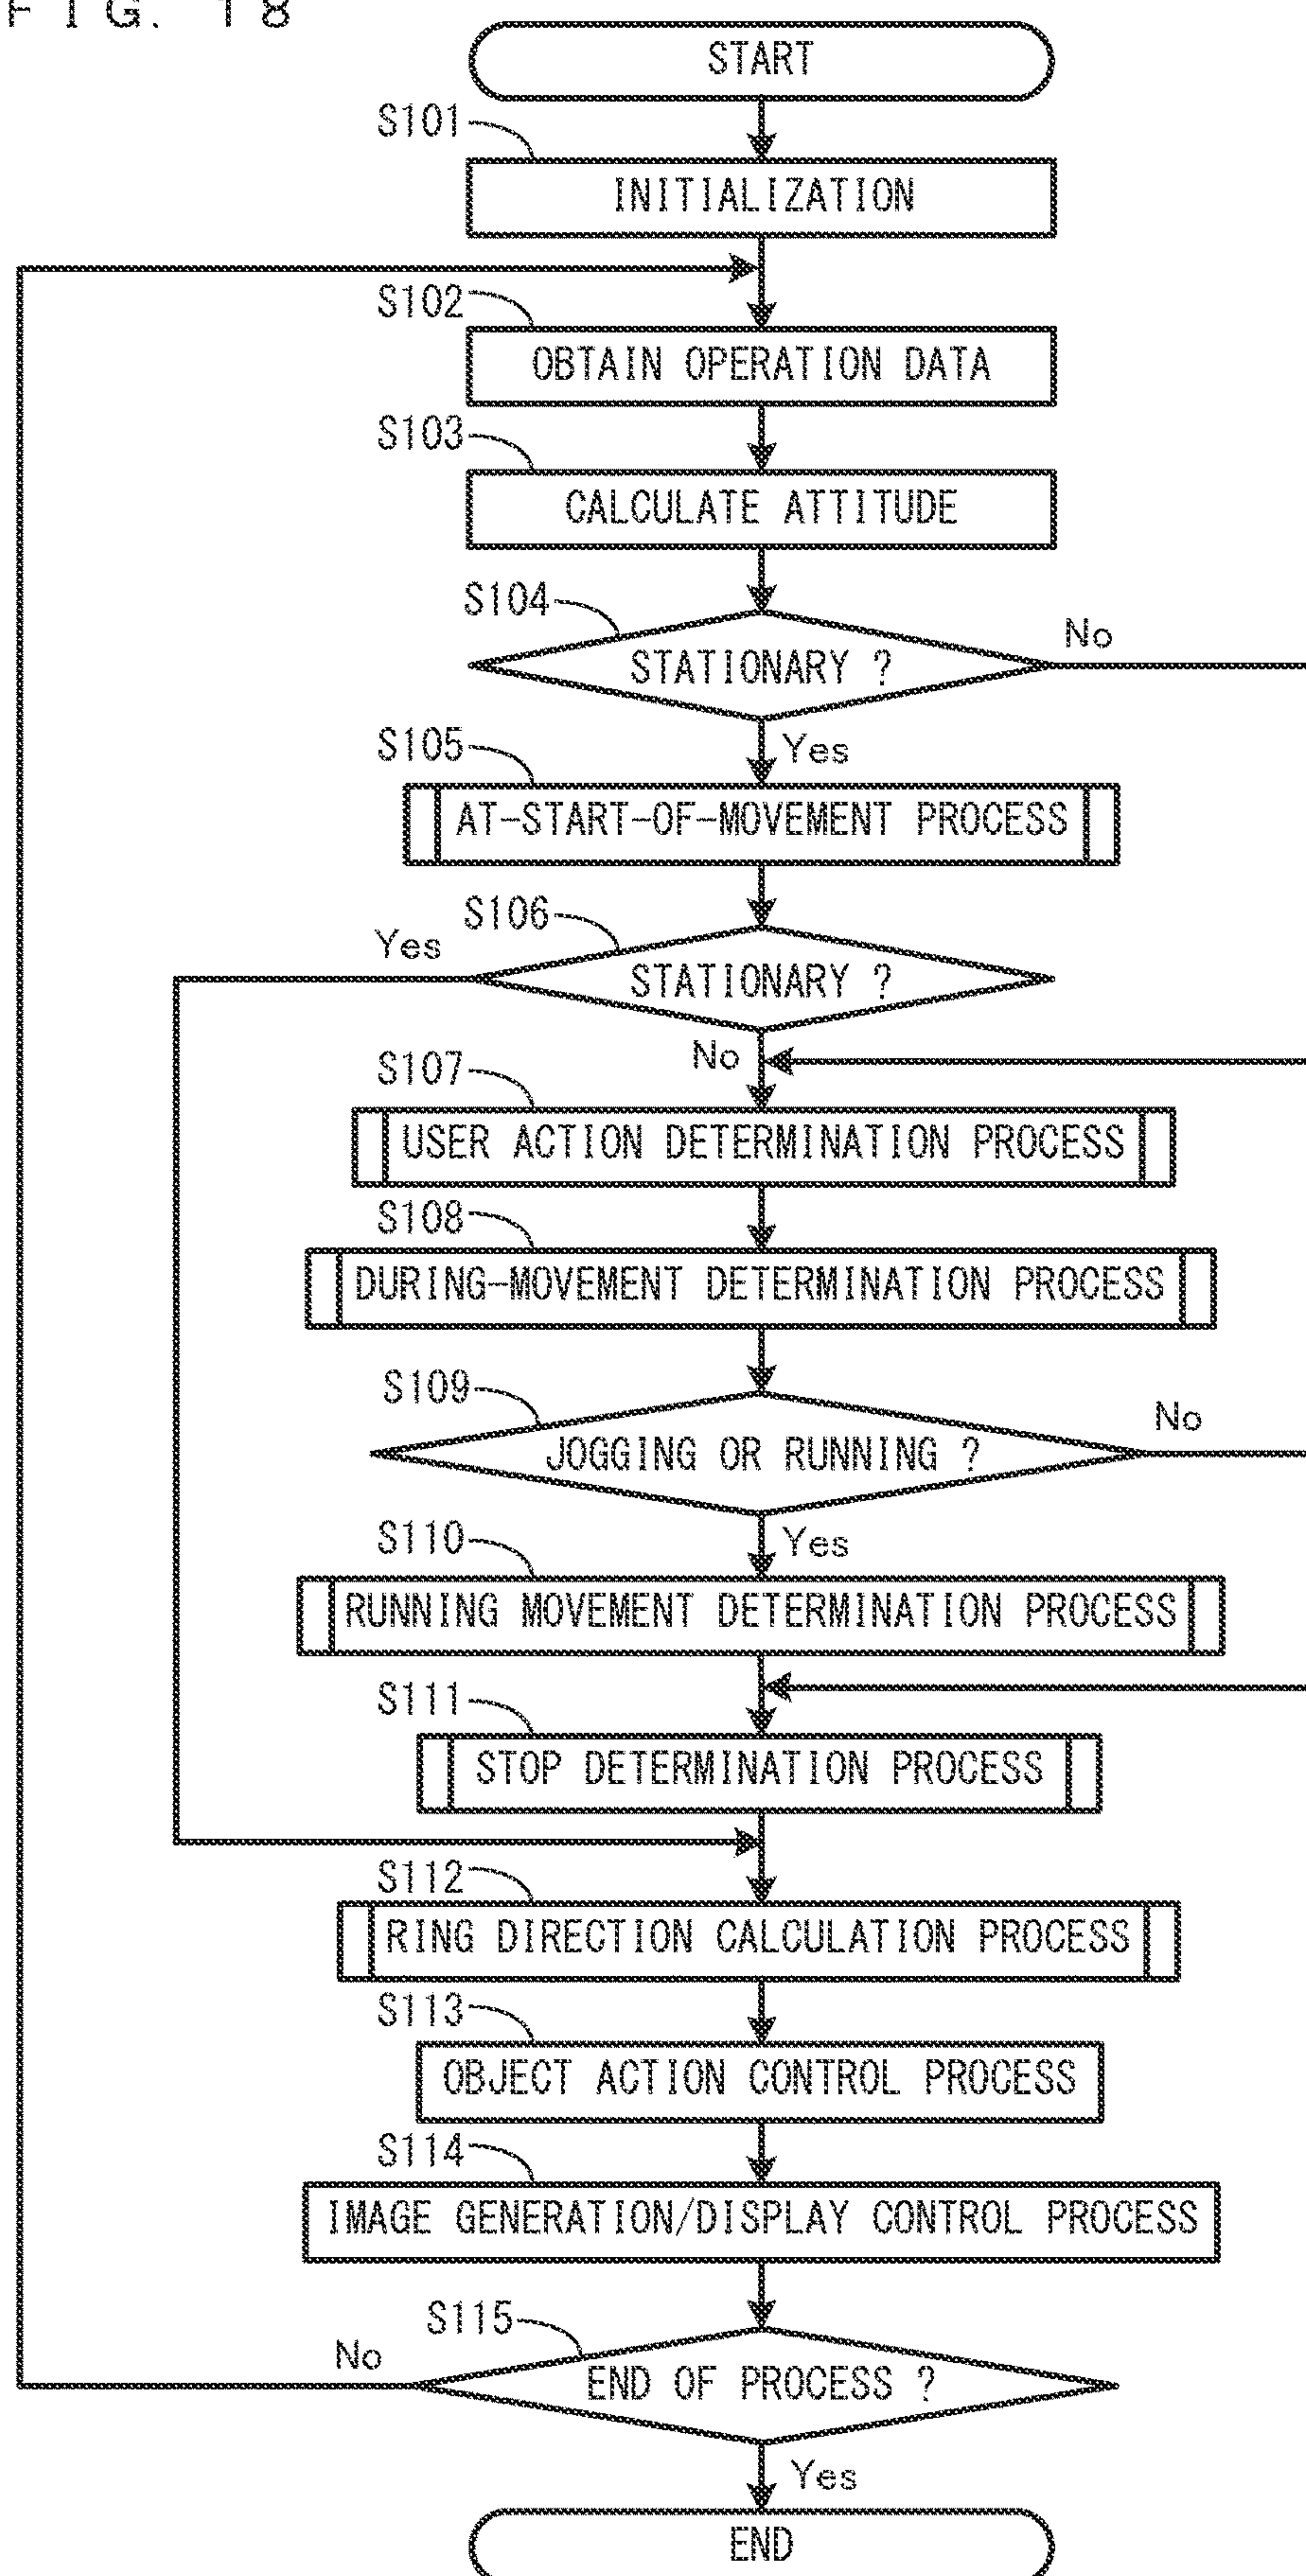 FIG. 18
START
S101
INITIALIZATION
S102
OBTAIN OPERATION DATA
S103
CALCULATE ATTITUDE
S104
No
STATIONARY ?
S105
Yes
AT-START-OF-MOVEMENT PROCESS
S106
Yes
STATIONARY ?
No
S107
USER ACTION DETERMINATION PROCESS
S108
DURING-MOVEMENT DETERMINATION PROCESS
S109
No
JOGGING OR RUNNING ?
S110
Yes
RUNNING MOVEMENT DETERMINATION PROCESS
S111
STOP DETERMINATION PROCESS
S112
RING DIRECTION CALCULATION PROCESS
S113
OBJECT ACTION CONTROL PROCESS
S114
IMAGE GENERATION/DISPLAY CONTROL PROCESS
S115
No
END OF PROCESS ?
Yes
END